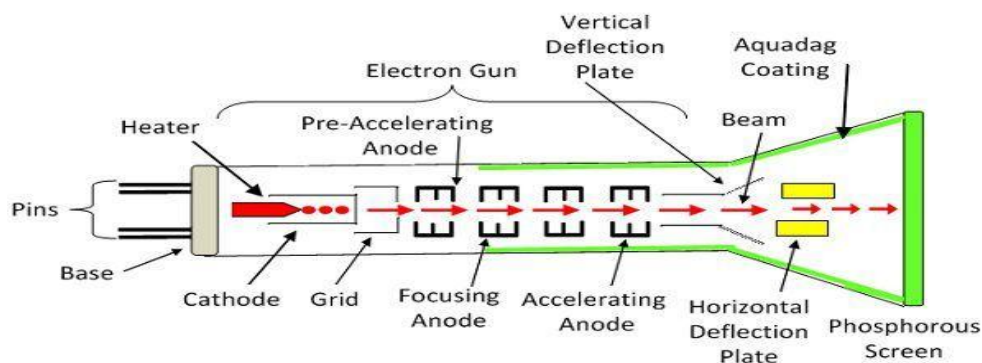 Vertical
Deflection
Plate
Aquadag
Coating
Electron Gun
Heater
Pre-Accelerating
Anode
Beam
Pins
Base
Cathode
Grid
Focusing
Anode
Accelerating
Anode
Horizontal
Deflection
Plate
Phosphorous
Screen